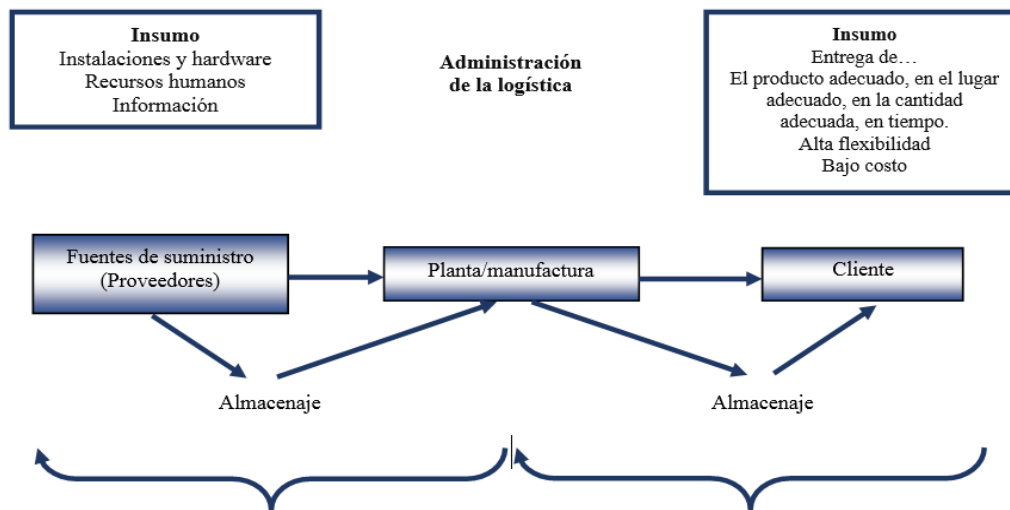 Insumo
Instalaciones y hardware
Recursos humanos
Información
Administración
de la logística
Insumo
Entrega de…
El producto adecuado, en el lugar
adecuado, en la cantidad
adecuada, en tiempo.
Alta flexibilidad
Bajo costo
Fuentes de suministro
(Proveedores)
Planta/manufactura
Cliente
Almacenaje
Almacenaje